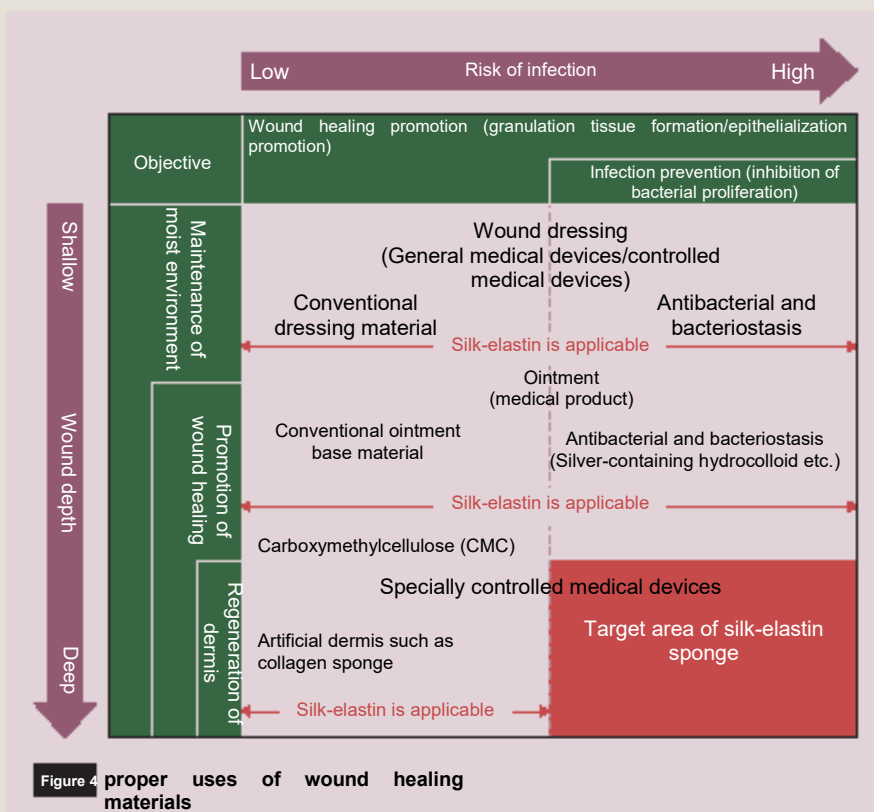 Low Risk of infection High
Objective
Wound healing promotion (granulation tissue formation/epithelialization
promotion)
Infection prevention (inhibition of
bacterial proliferation)
Shallow
Wound depth
Deep
Maintenance of
moist environment
Wound dressing
(General medical devices/controlled
medical devices)
Conventional
dressing material
Antibacterial and
bacteriostasis
Silk-elastin is applicable
Promotion of
wound healing
Ointment
(medical product)
Conventional ointment
base material
Antibacterial and bacteriostasis
(Silver-containing hydrocolloid etc.)
Silk-elastin is applicable
Carboxymethylcellulose (CMC)
Regeneration of
dermis
Specially controlled medical devices
Artificial dermis such as
collagen sponge
Target area of silk-elastin
sponge
Silk-elastin is applicable
Figure 4 proper uses of wound healing
materials